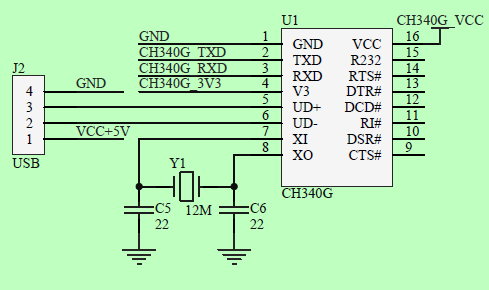 U1
CH340G_VCC
GND 1 GND VCC 16
CH340G_TXD 2 TXD R232 15
CH340G_RXD 3 RXD RTS# 14
CH340G_3V3 4 V3 DTR# 13
5 UD+ DCD# 12
6 UD- RI# 11
7 XI DSR# 10
8 XO CTS# 9
CH340G
J2
4 GND
3
2
1 VCC+5V
USB
Y1
12M
C5
22
C6
22